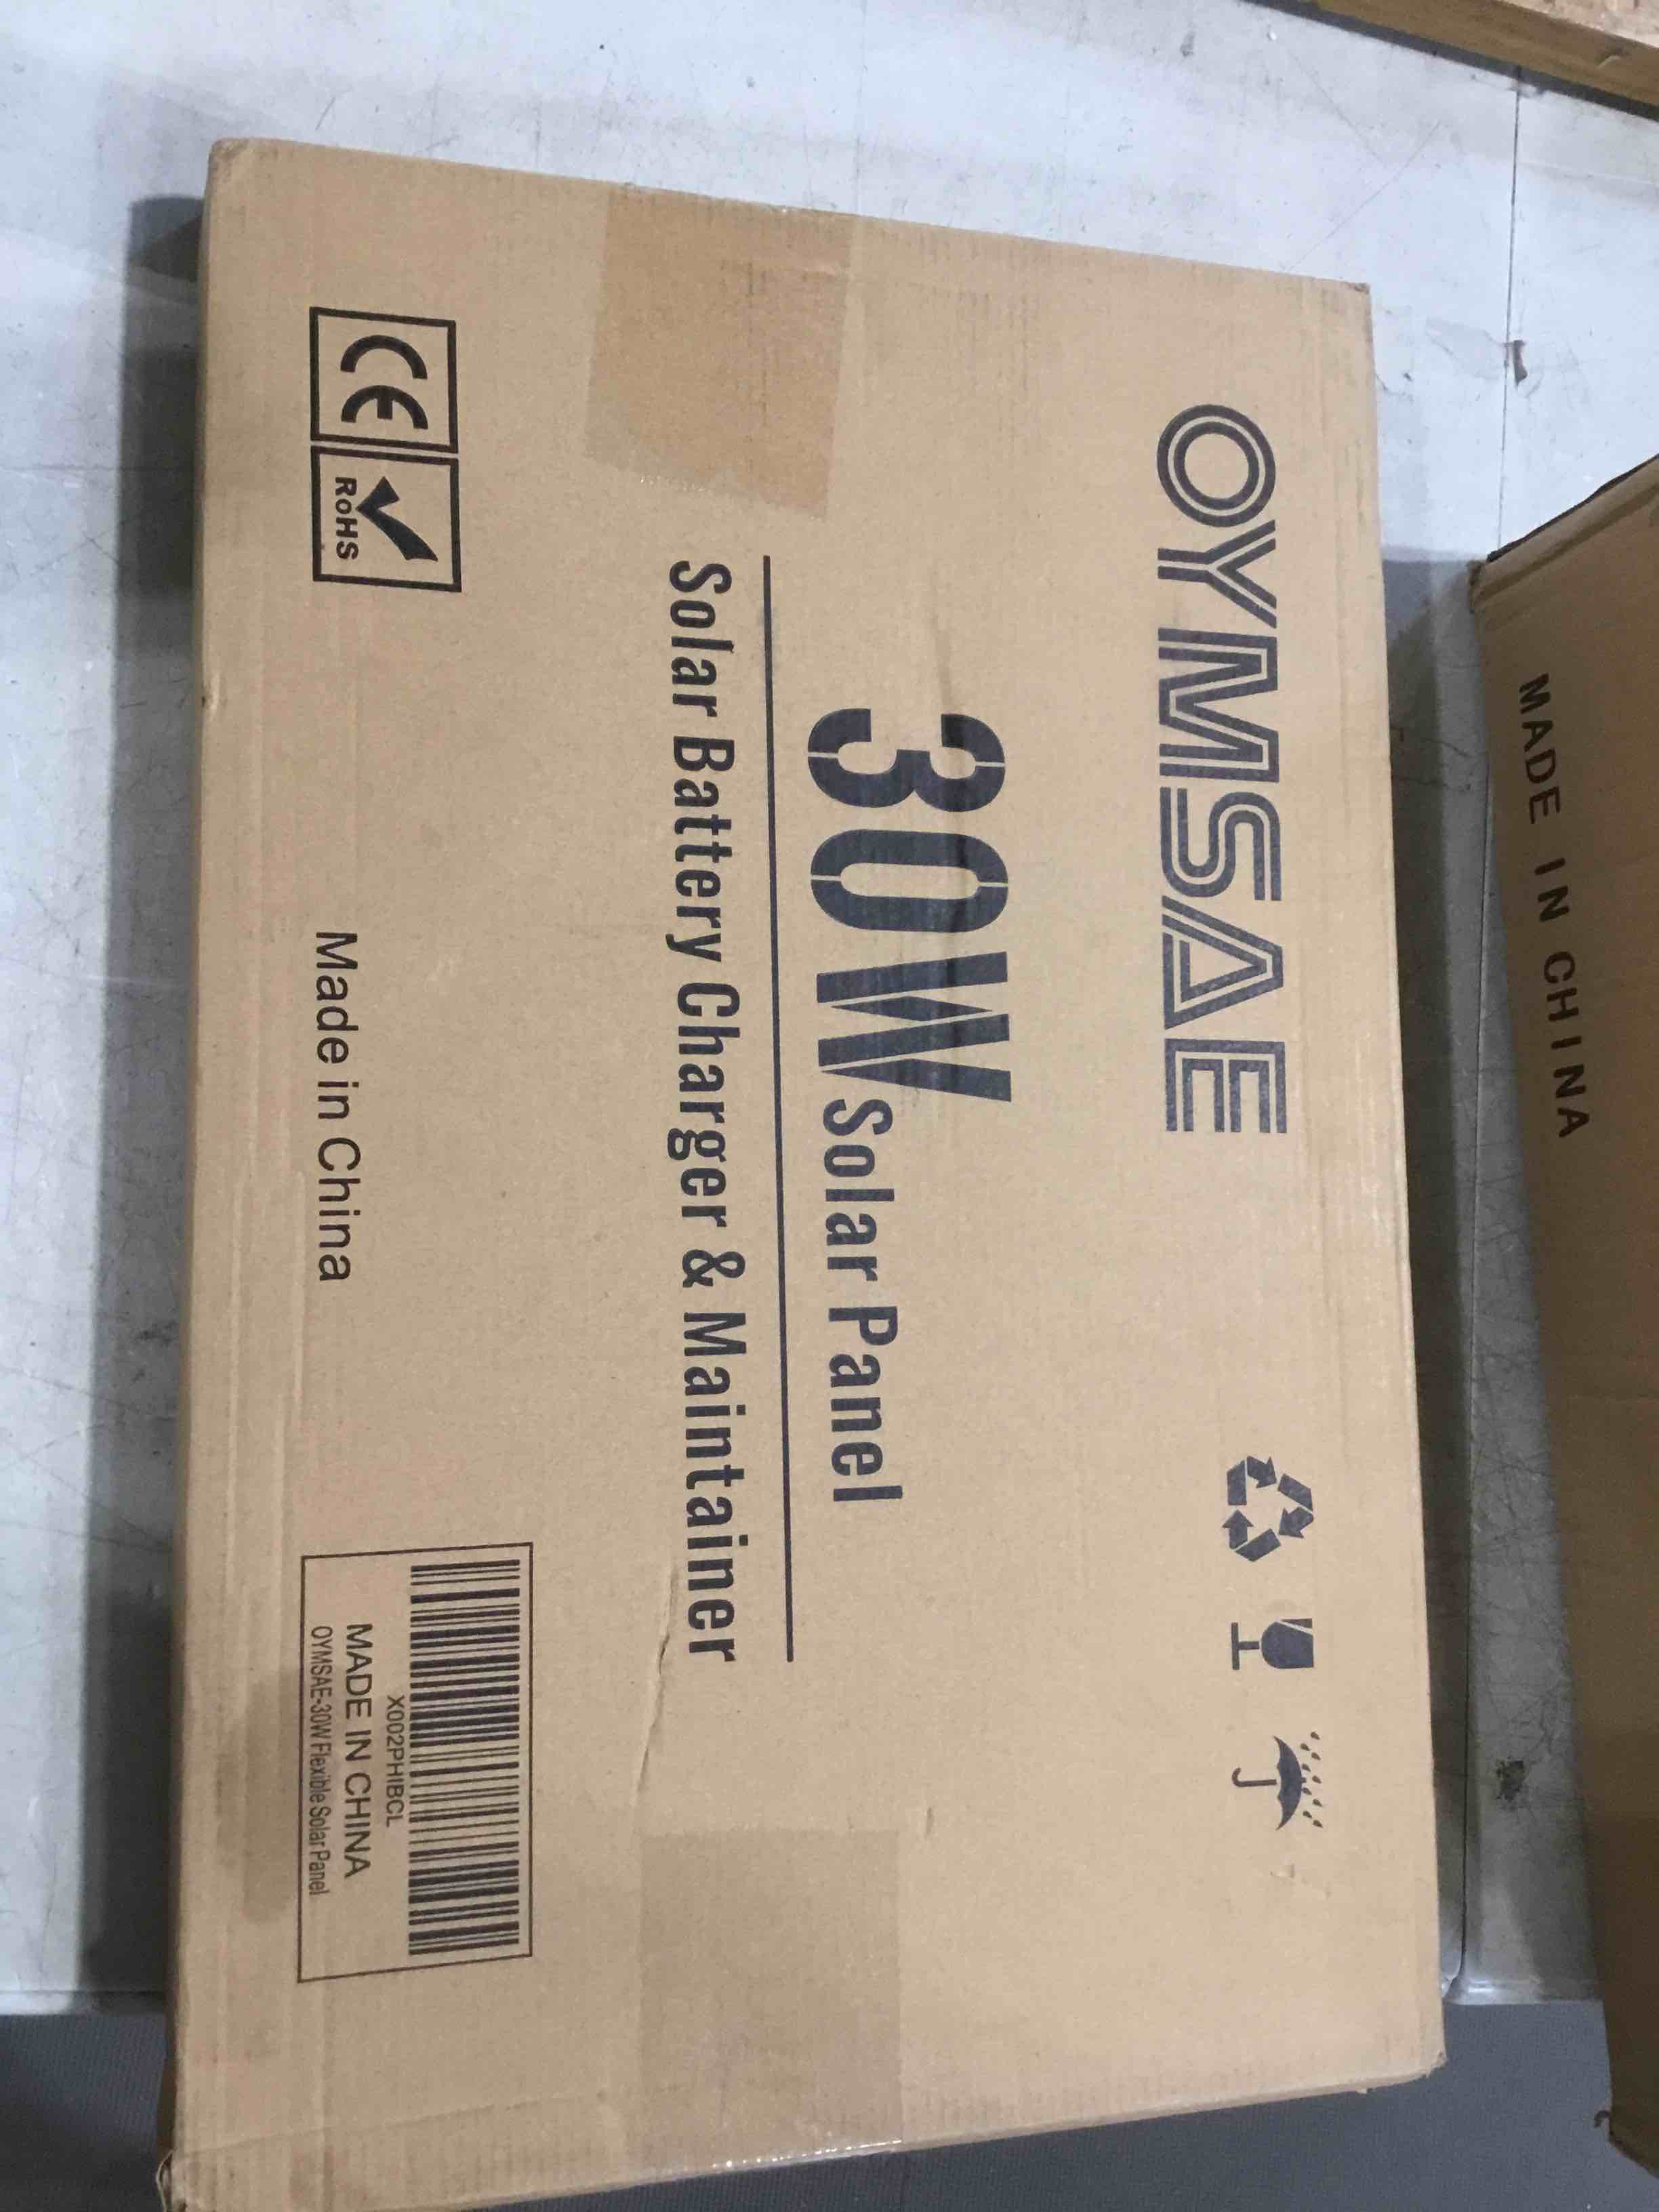 OYMSAE
30W Solar Panel
Solar Battery Charger & Maintainer
CE
RoHS
Made in China
X002PHIBCL
MADE IN CHINA
OYMSAE-30W Flexible Solar Panel
MADE IN CHINA